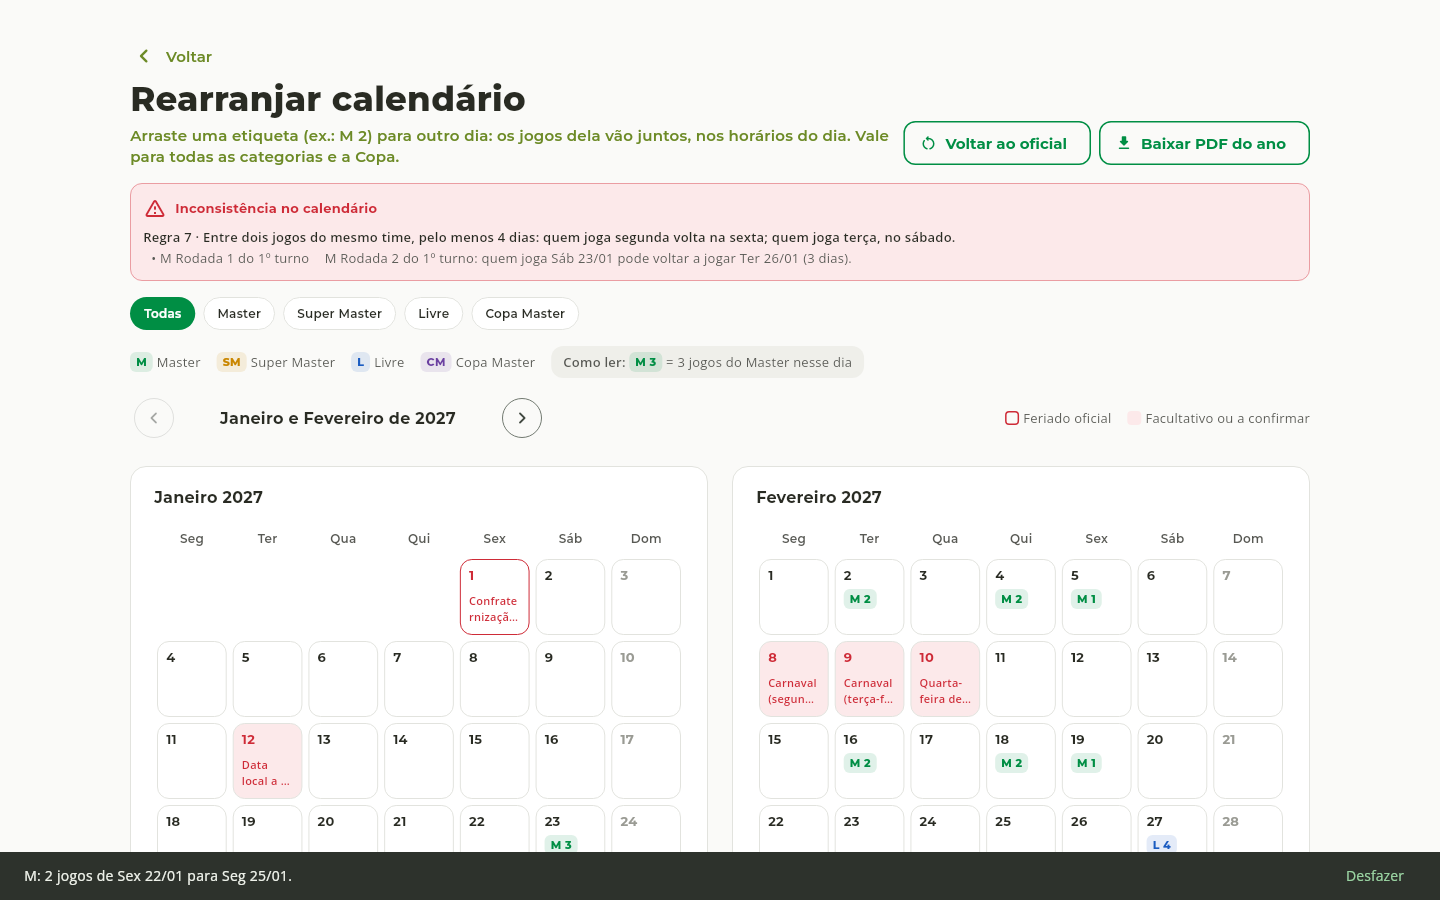 Voltar
Rearranjar calendário
Arraste uma etiqueta (ex.: M 2) para outro dia: os jogos dela vão juntos, nos horários do dia. Vale
para todas as categorias e a Copa.
Voltar ao oficial
Baixar PDF do ano
Inconsistência no calendário
Regra 7 · Entre dois jogos do mesmo time, pelo menos 4 dias: quem joga segunda volta na sexta; quem joga terça, no sábado.
• M Rodada 1 do 1º turno M Rodada 2 do 1º turno: quem joga Sáb 23/01 pode voltar a jogar Ter 26/01 (3 dias).
Todas Master Super Master Livre Copa Master
M Master SM Super Master L Livre CM Copa Master Como ler: M 3 = 3 jogos do Master nesse dia
Janeiro e Fevereiro de 2027
Feriado oficial Facultativo ou a confirmar
Janeiro 2027
Seg Ter Qua Qui Sex Sáb Dom
1 2 3
Confrate
rnizaçã...
4 5 6 7 8 9 10
11 12 13 14 15 16 17
Data
local a ...
18 19 20 21 22 23 24
M 3
Fevereiro 2027
Seg Ter Qua Qui Sex Sáb Dom
1 2 3 4 5 6 7
M 2 M 2 M 1
8 9 10 11 12 13 14
Carnaval Carnaval Quarta-
(segun... (terça-f... feira de...
15 16 17 18 19 20 21
M 2 M 2 M 1
22 23 24 25 26 27 28
L 4
M: 2 jogos de Sex 22/01 para Seg 25/01.
Desfazer